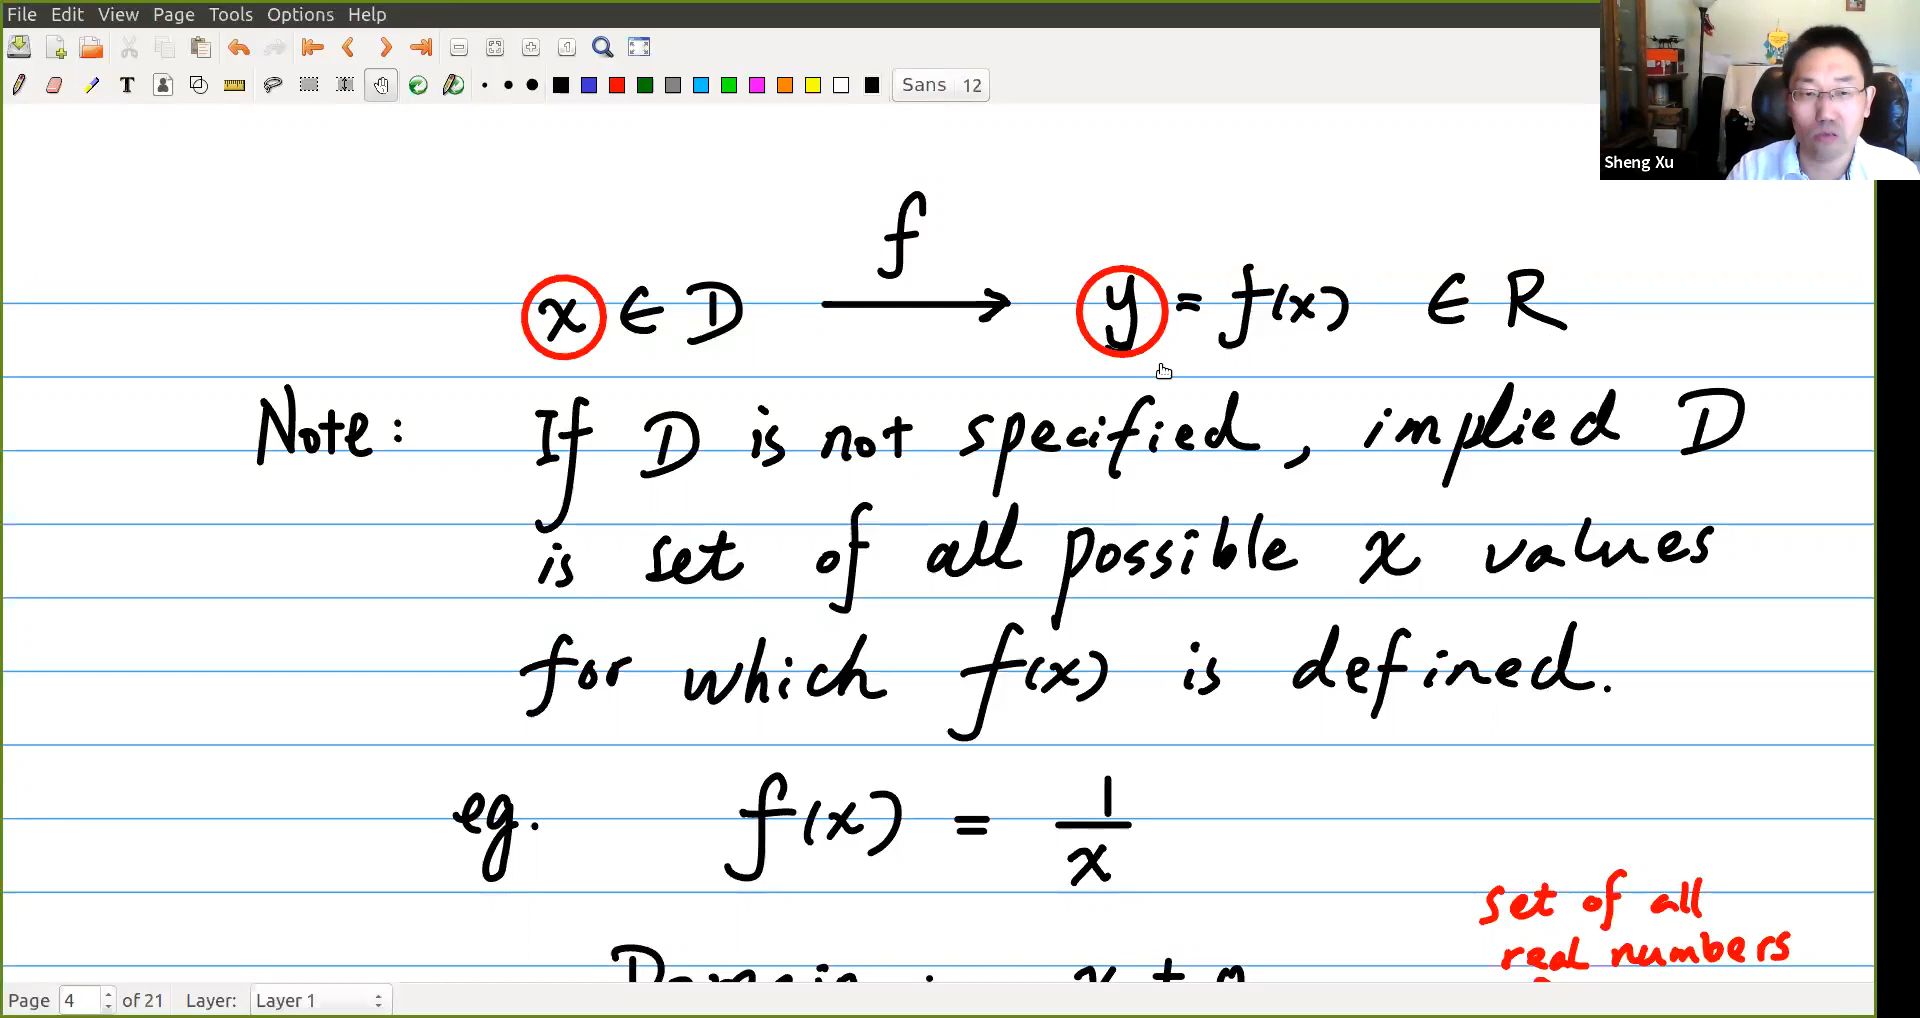 File Edit View Page Tools Options Help
Sans 12
Sheng Xu
f
x ∈ D ⟶ y = f(x) ∈ R
Note: If D is not specified, implied D
is set of all possible x values
for which f(x) is defined.
eg. f(x) = 1/x
set of all
real numbers
Domain: x ≠ 0
Page 4 of 21 Layer: Layer 1